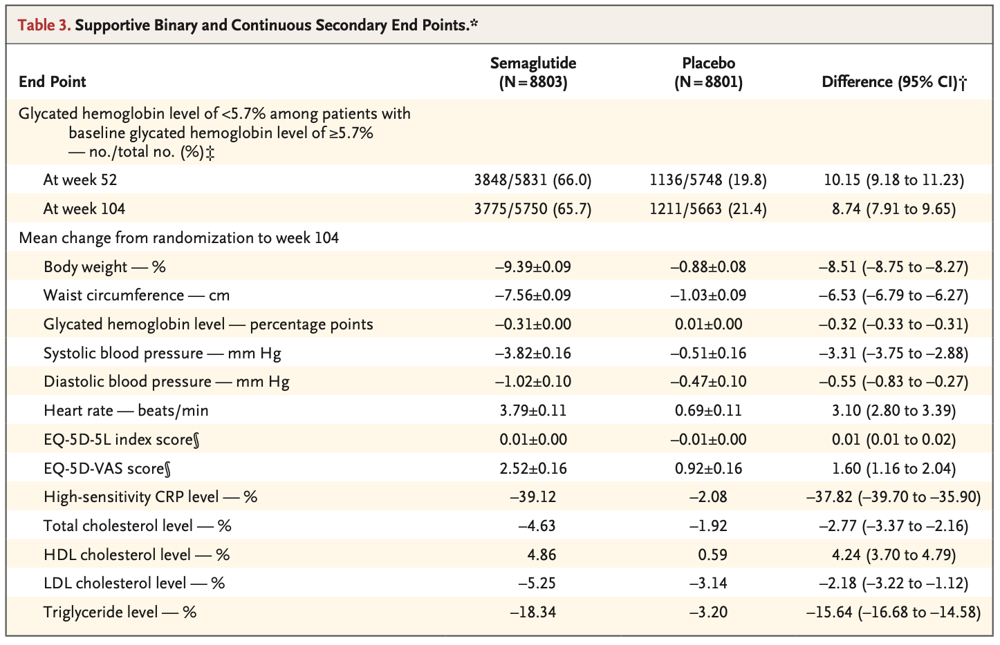 Table 3. Supportive Binary and Continuous Secondary End Points.*
End Point Semaglutide (N=8803) Placebo (N=8801) Difference (95% CI)†
Glycated hemoglobin level of <5.7% among patients with
baseline glycated hemoglobin level of ≥5.7%
— no./total no. (%)‡
At week 52 3848/5831 (66.0) 1136/5748 (19.8) 10.15 (9.18 to 11.23)
At week 104 3775/5750 (65.7) 1211/5663 (21.4) 8.74 (7.91 to 9.65)
Mean change from randomization to week 104
Body weight — % –9.39±0.09 –0.88±0.08 –8.51 (–8.75 to –8.27)
Waist circumference — cm –7.56±0.09 –1.03±0.09 –6.53 (–6.79 to –6.27)
Glycated hemoglobin level — percentage points –0.31±0.00 0.01±0.00 –0.32 (–0.33 to –0.31)
Systolic blood pressure — mm Hg –3.82±0.16 –0.51±0.16 –3.31 (–3.75 to –2.88)
Diastolic blood pressure — mm Hg –1.02±0.10 –0.47±0.10 –0.55 (–0.83 to –0.27)
Heart rate — beats/min 3.79±0.11 0.69±0.11 3.10 (2.80 to 3.39)
EQ-5D-5L index score§ 0.01±0.00 –0.01±0.00 0.01 (0.01 to 0.02)
EQ-5D-VAS score§ 2.52±0.16 0.92±0.16 1.60 (1.16 to 2.04)
High-sensitivity CRP level — % –39.12 –2.08 –37.82 (–39.70 to –35.90)
Total cholesterol level — % –4.63 –1.92 –2.77 (–3.37 to –2.16)
HDL cholesterol level — % 4.86 0.59 4.24 (3.70 to 4.79)
LDL cholesterol level — % –5.25 –3.14 –2.18 (–3.22 to –1.12)
Triglyceride level — % –18.34 –3.20 –15.64 (–16.68 to –14.58)